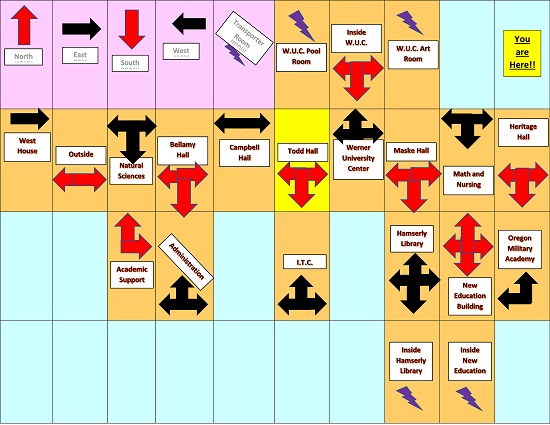 North
East
South
West
Transporter
Room
W.U.C. Pool
Room
Inside
W.U.C.
W.U.C. Art
Room
You
are
Here!!
West
House
Outside
Natural
Sciences
Bellamy
Hall
Campbell
Hall
Todd Hall
Werner
University
Center
Maske Hall
Math and
Nursing
Heritage
Hall
Academic
Support
Administration
I.T.C.
Hamserly
Library
New
Education
Building
Oregon
Military
Academy
Inside
Hamserly
Library
Inside
New
Education